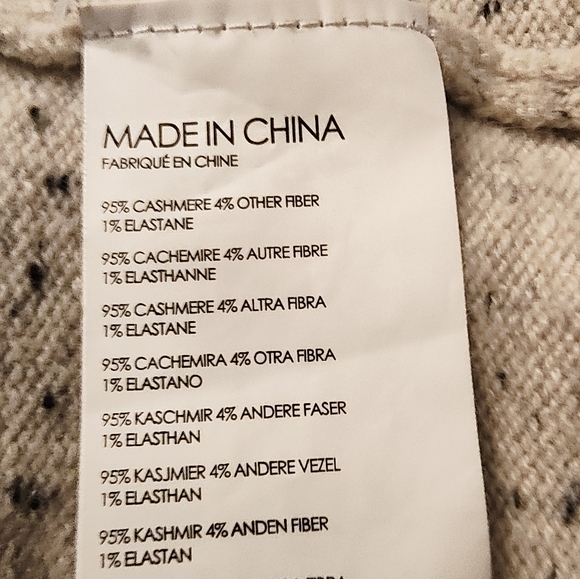 MADE IN CHINA
FABRIQUÉ EN CHINE
95% CASHMERE 4% OTHER FIBER
1% ELASTANE
95% CACHEMIRE 4% AUTRE FIBRE
1% ELASTHANNE
95% CASHMERE 4% ALTRA FIBRA
1% ELASTANE
95% CACHEMIRA 4% OTRA FIBRA
1% ELASTANO
95% KASCHMIR 4% ANDERE FASER
1% ELASTHAN
95% KASJMIER 4% ANDERE VEZEL
1% ELASTHAN
95% KASHMIR 4% ANDEN FIBER
1% ELASTAN